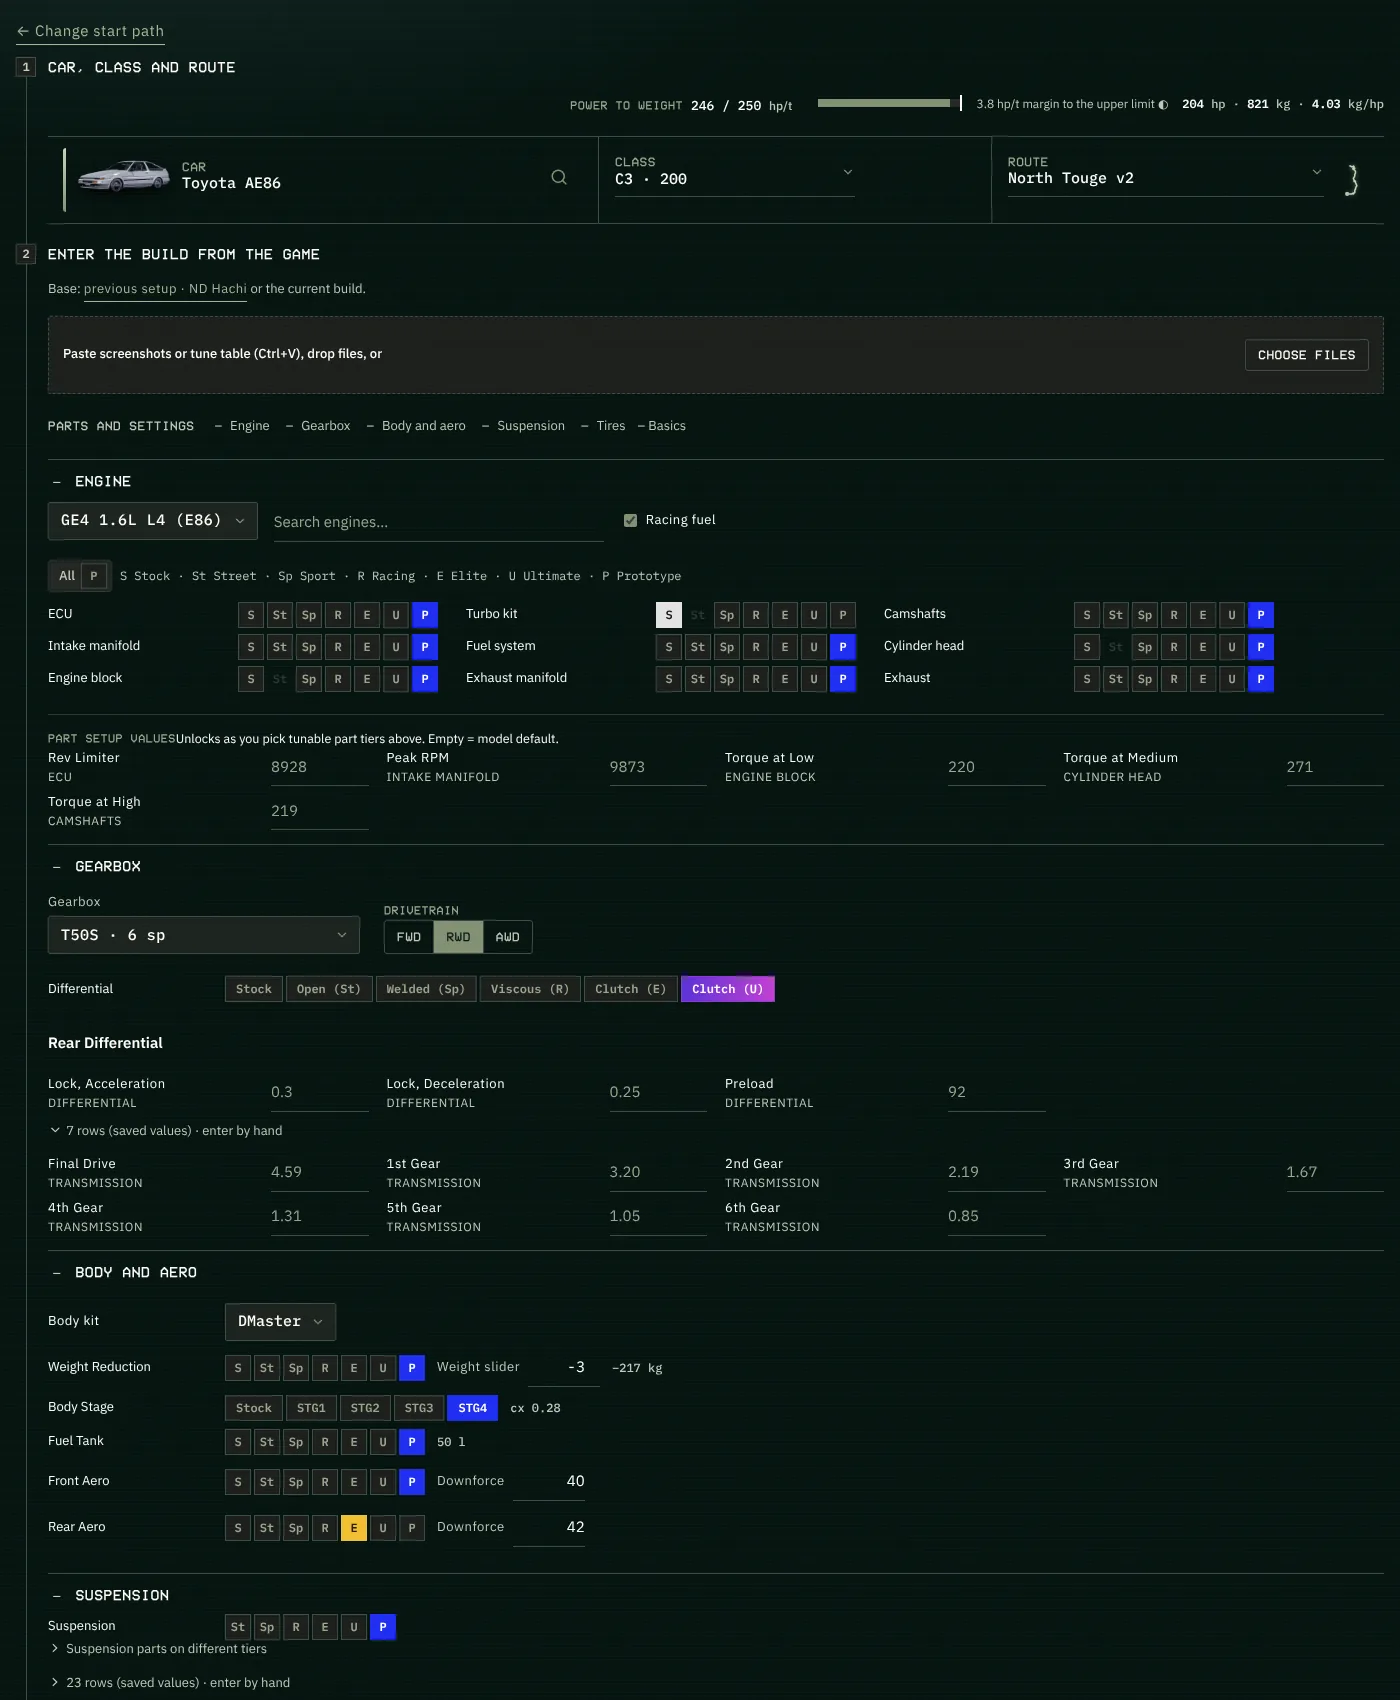 ← Change start path
1 CAR, CLASS AND ROUTE
POWER TO WEIGHT 246 / 250 hp/t 3.8 hp/t margin to the upper limit 204 hp · 821 kg · 4.03 kg/hp
CAR
Toyota AE86
CLASS
C3 · 200
ROUTE
North Touge v2
2 ENTER THE BUILD FROM THE GAME
Base: previous setup · ND Hachi or the current build.
Paste screenshots or tune table (Ctrl+V), drop files, or CHOOSE FILES
PARTS AND SETTINGS – Engine – Gearbox – Body and aero – Suspension – Tires – Basics
– ENGINE
GE4 1.6L L4 (E86) Search engines... Racing fuel
All P S Stock · St Street · Sp Sport · R Racing · E Elite · U Ultimate · P Prototype
ECU S St Sp R E U P Turbo kit S St Sp R E U P Camshafts S St Sp R E U P
Intake manifold S St Sp R E U P Fuel system S St Sp R E U P Cylinder head S St Sp R E U P
Engine block S St Sp R E U P Exhaust manifold S St Sp R E U P Exhaust S St Sp R E U P
PART SETUP VALUESUnlocks as you pick tunable part tiers above. Empty = model default.
Rev Limiter 8928 Peak RPM 9873 Torque at Low 220 Torque at Medium 271
ECU INTAKE MANIFOLD ENGINE BLOCK CYLINDER HEAD
Torque at High 219
CAMSHAFTS
– GEARBOX
Gearbox
DRIVETRAIN
T50S · 6 sp FWD RWD AWD
Differential Stock Open (St) Welded (Sp) Viscous (R) Clutch (E) Clutch (U)
Rear Differential
Lock, Acceleration 0.3 Lock, Deceleration 0.25 Preload 92
DIFFERENTIAL DIFFERENTIAL DIFFERENTIAL
7 rows (saved values) · enter by hand
Final Drive 4.59 1st Gear 3.20 2nd Gear 2.19 3rd Gear 1.67
TRANSMISSION TRANSMISSION TRANSMISSION TRANSMISSION
4th Gear 1.31 5th Gear 1.05 6th Gear 0.85
TRANSMISSION TRANSMISSION TRANSMISSION
– BODY AND AERO
Body kit DMaster
Weight Reduction S St Sp R E U P Weight slider -3 −217 kg
Body Stage Stock STG1 STG2 STG3 STG4 cx 0.28
Fuel Tank S St Sp R E U P 50 l
Front Aero S St Sp R E U P Downforce 40
Rear Aero S St Sp R E U P Downforce 42
– SUSPENSION
Suspension St Sp R E U P
Suspension parts on different tiers
23 rows (saved values) · enter by hand